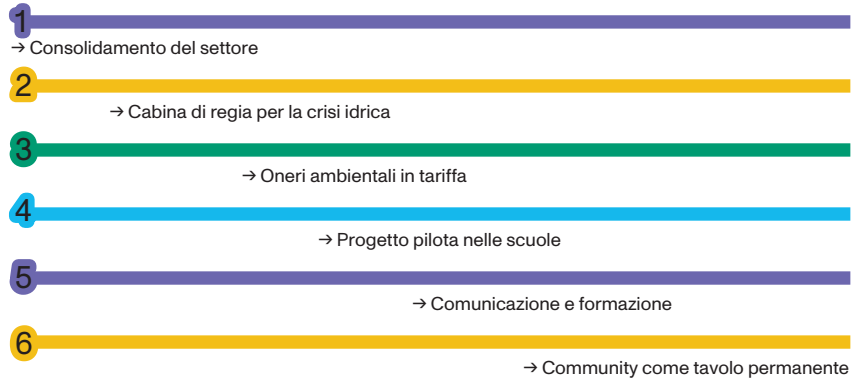 1
→ Consolidamento del settore
2
→ Cabina di regia per la crisi idrica
3
→ Oneri ambientali in tariffa
4
→ Progetto pilota nelle scuole
5
→ Comunicazione e formazione
6
→ Community come tavolo permanente